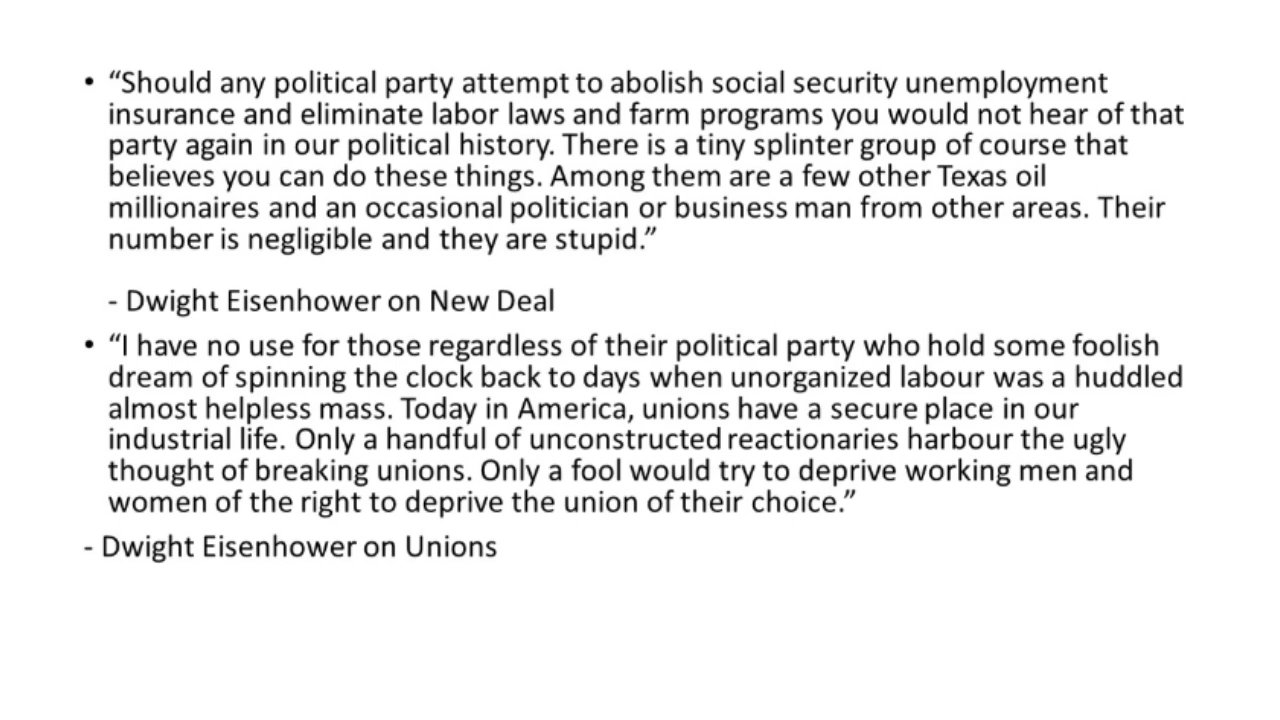 • “Should any political party attempt to abolish social security unemployment
insurance and eliminate labor laws and farm programs you would not hear of that
party again in our political history. There is a tiny splinter group of course that
believes you can do these things. Among them are a few other Texas oil
millionaires and an occasional politician or business man from other areas. Their
number is negligible and they are stupid.”
- Dwight Eisenhower on New Deal
• “I have no use for those regardless of their political party who hold some foolish
dream of spinning the clock back to days when unorganized labour was a huddled
almost helpless mass. Today in America, unions have a secure place in our
industrial life. Only a handful of unconstructed reactionaries harbour the ugly
thought of breaking unions. Only a fool would try to deprive working men and
women of the right to deprive the union of their choice.”
- Dwight Eisenhower on Unions